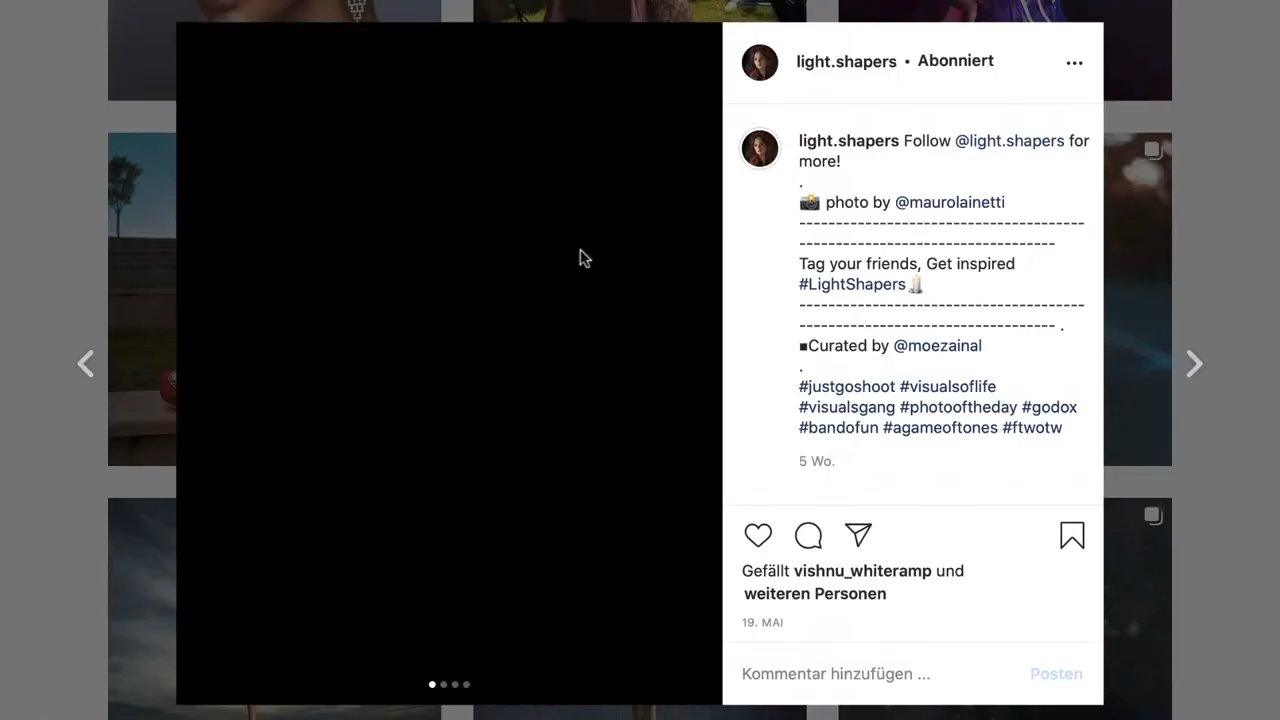 light.shapers • Abonniert
light.shapers Follow @light.shapers for
more!
.
📸 photo by @maurolainetti
---------------------------------------
-----------------------------------
Tag your friends, Get inspired
#LightShapers🕯️
---------------------------------------
----------------------------------- .
■Curated by @moezainal
.
#justgoshoot #visualsoflife
#visualsgang #photooftheday #godox
#bandofun #agameoftones #ftwotw
5 Wo.
Gefällt vishnu_whiteramp und
weiteren Personen
19. MAI
Kommentar hinzufügen ... Posten